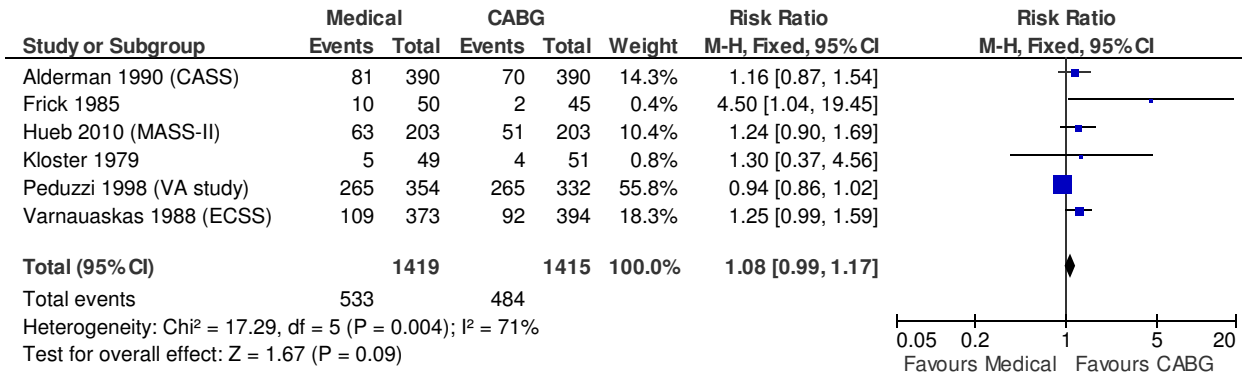 Medical CABG Risk Ratio Risk Ratio
Study or Subgroup Events Total Events Total Weight M-H, Fixed, 95% CI M-H, Fixed, 95% CI
Alderman 1990 (CASS) 81 390 70 390 14.3% 1.16 [0.87, 1.54]
Frick 1985 10 50 2 45 0.4% 4.50 [1.04, 19.45]
Hueb 2010 (MASS-II) 63 203 51 203 10.4% 1.24 [0.90, 1.69]
Kloster 1979 5 49 4 51 0.8% 1.30 [0.37, 4.56]
Peduzzi 1998 (VA study) 265 354 265 332 55.8% 0.94 [0.86, 1.02]
Varnauaskas 1988 (ECSS) 109 373 92 394 18.3% 1.25 [0.99, 1.59]
Total (95% CI) 1419 1415 100.0% 1.08 [0.99, 1.17]
Total events 533 484
Heterogeneity: Chi² = 17.29, df = 5 (P = 0.004); I² = 71%
Test for overall effect: Z = 1.67 (P = 0.09)
0.05 0.2 1 5 20
Favours Medical Favours CABG